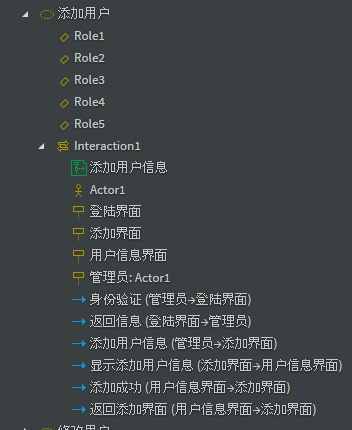 添加用户
Role1
Role2
Role3
Role4
Role5
Interaction1
添加用户信息
Actor1
登陆界面
添加界面
用户信息界面
管理员: Actor1
身份验证 (管理员→登陆界面)
返回信息 (登陆界面→管理员)
添加用户信息 (管理员→添加界面)
显示添加用户信息 (添加界面→用户信息界面)
添加成功 (用户信息界面→添加界面)
返回添加界面 (用户信息界面→添加界面)
修改用户